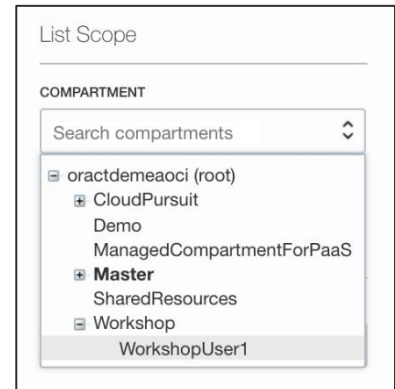 List Scope
COMPARTMENT
Search compartments
oractdemeaoci (root)
CloudPursuit
Demo
ManagedCompartmentForPaaS
Master
SharedResources
Workshop
WorkshopUser1